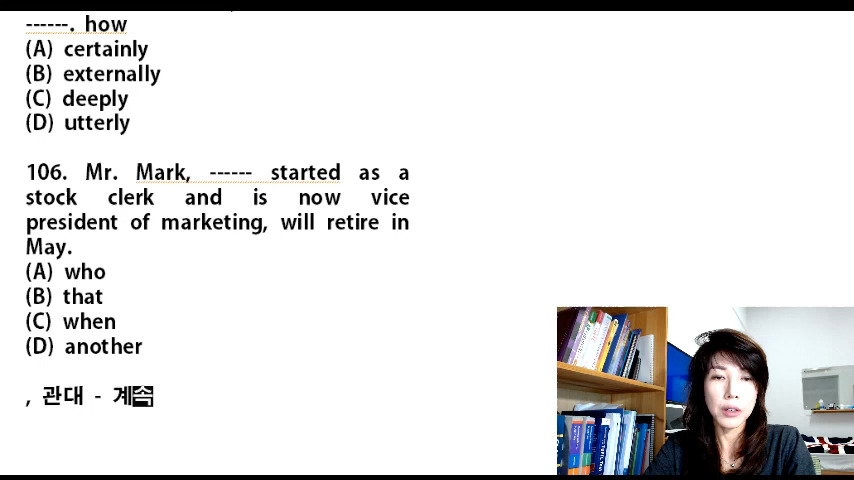 ------. how
(A) certainly
(B) externally
(C) deeply
(D) utterly
106. Mr. Mark, ------ started as a
stock clerk and is now vice
president of marketing, will retire in
May.
(A) who
(B) that
(C) when
(D) another
, 관대 - 계속